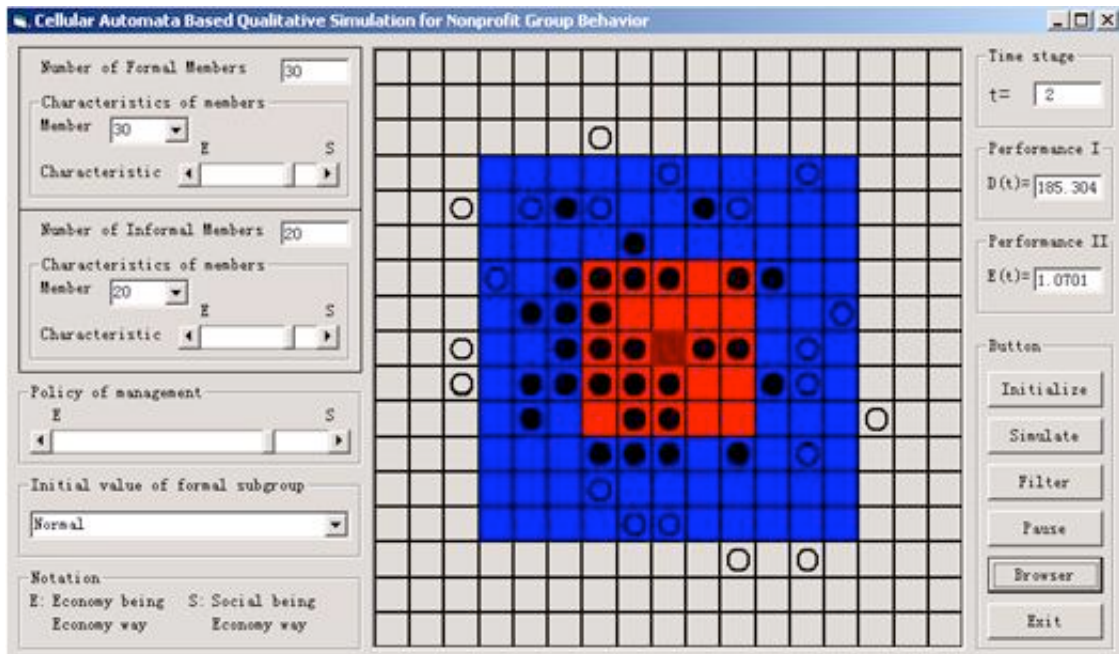 Cellular Automata Based Qualitative Simulation for Nonprofit Group Behavior
Number of Formal Members 30
Characteristics of members
Member 30
E S
Characteristic
Number of Informal Members 20
Characteristics of members
Member 20
E S
Characteristic
Policy of management
E S
Initial value of formal subgroup
Normal
Notation
E: Economy being S: Social being
Economy way Economy way
Time stage
t= 2
Performance I
D(t)= 185.304
Performance II
E(t)= 1.0701
Button
Initialize
Simulate
Filter
Pause
Browser
Exit